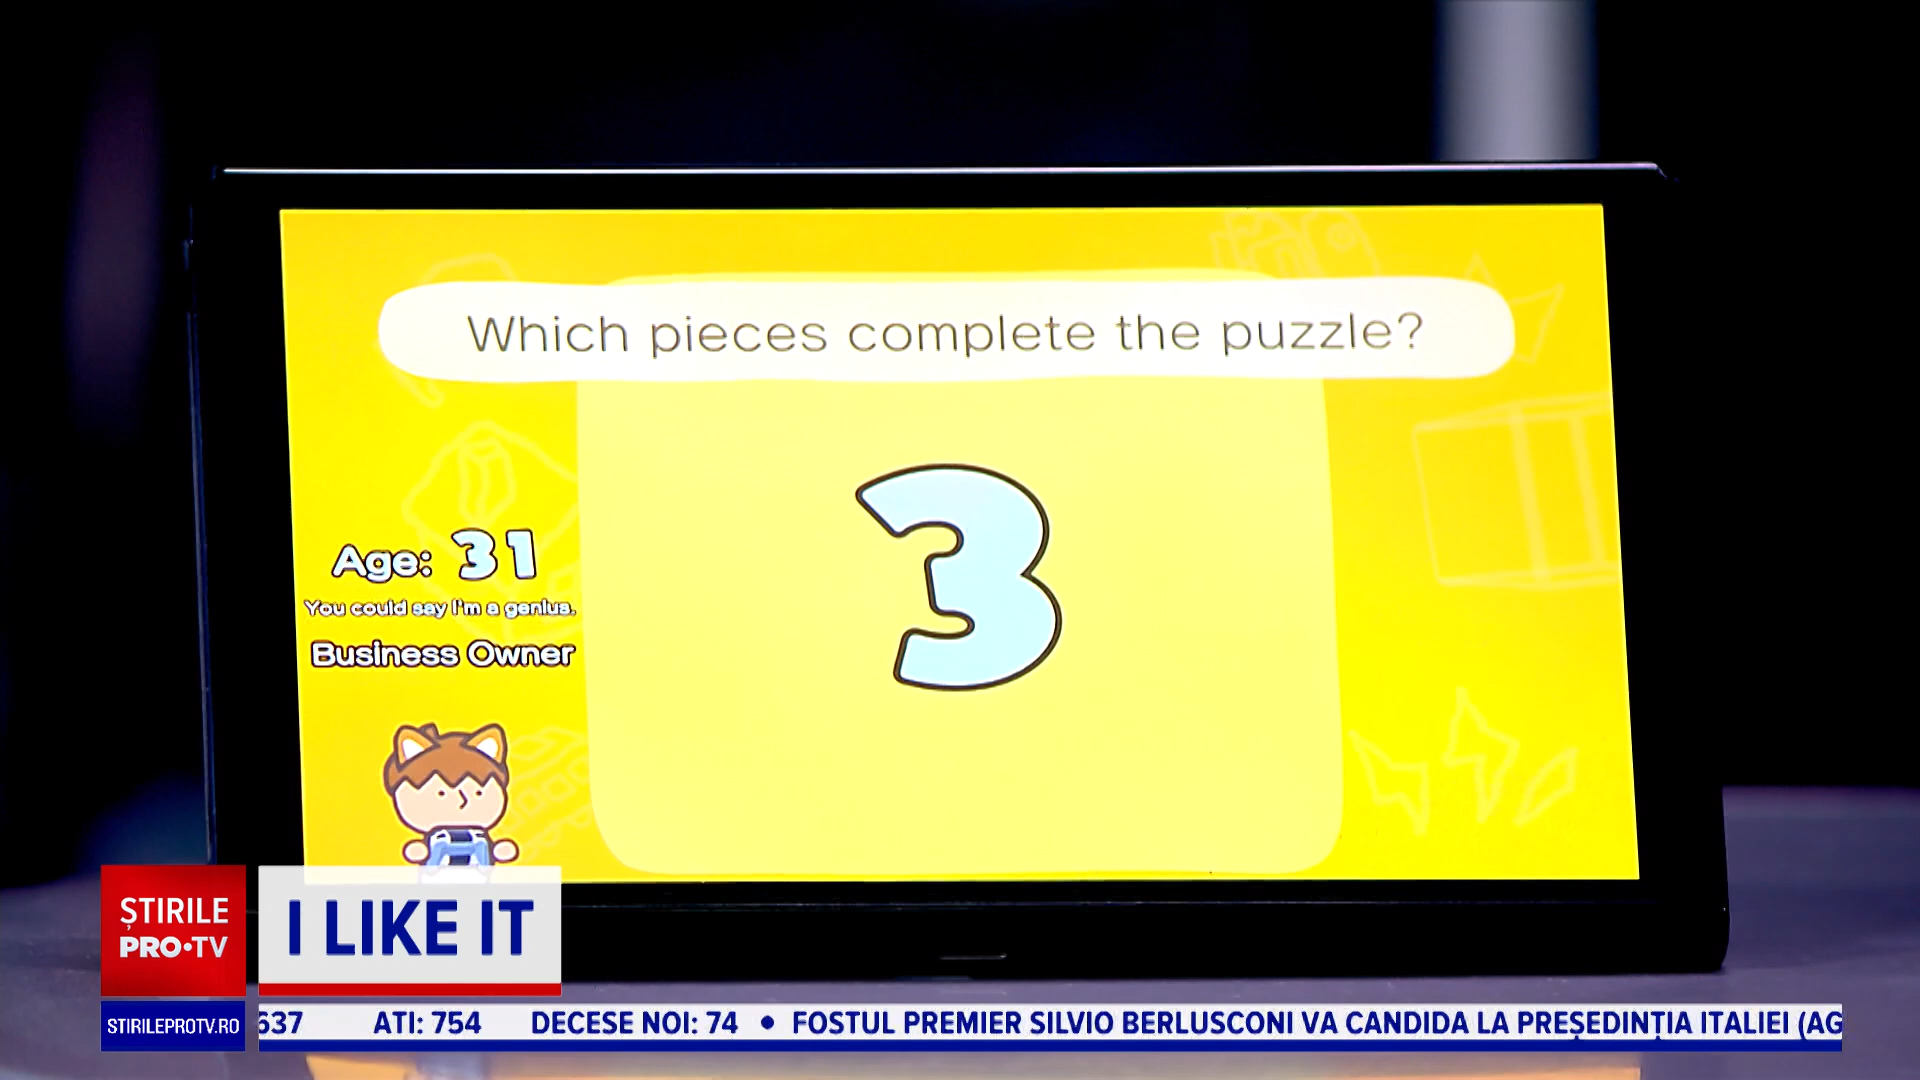 Which pieces complete the puzzle?
3
Age: 31
You could say I'm a genius.
Business Owner
ȘTIRILE
PRO•TV
I LIKE IT
STIRILEPROTV.RO
637 ATI: 754 DECESE NOI: 74 • FOSTUL PREMIER SILVIO BERLUSCONI VA CANDIDA LA PREȘEDINȚIA ITALIEI (AG